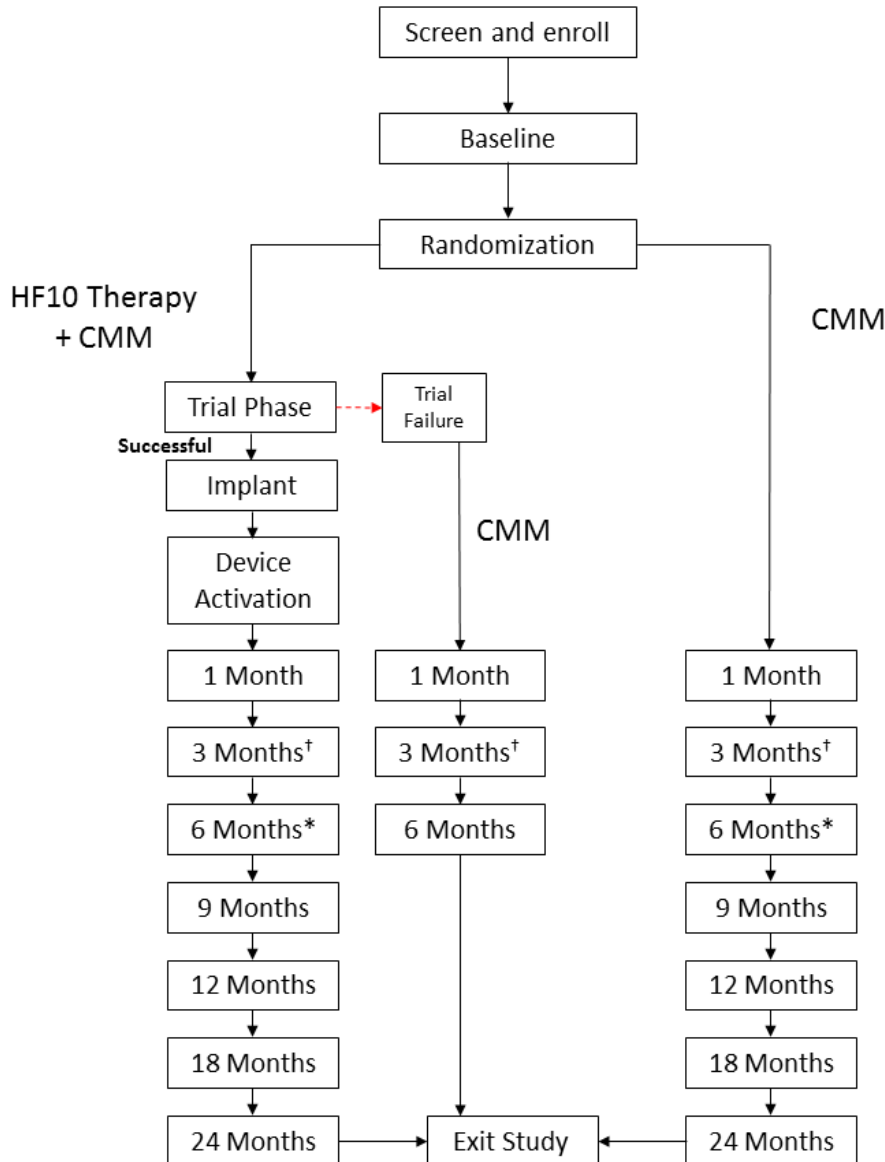 Screen and enroll
Baseline
Randomization
HF10 Therapy
+ CMM
CMM
Trial Phase
Trial
Failure
Successful
Implant
CMM
Device
Activation
1 Month
1 Month
1 Month
3 Months†
3 Months†
3 Months†
6 Months*
6 Months
6 Months*
9 Months
9 Months
12 Months
12 Months
18 Months
18 Months
24 Months
Exit Study
24 Months